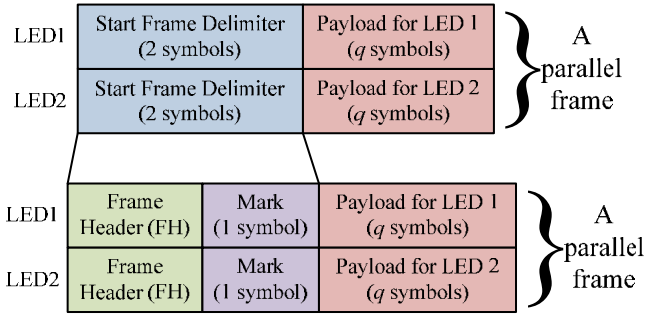 LED1
Start Frame Delimiter
(2 symbols)
Payload for LED 1
(q symbols)
LED2
Start Frame Delimiter
(2 symbols)
Payload for LED 2
(q symbols)
A
parallel
frame
LED1
Frame
Header (FH)
Mark
(1 symbol)
Payload for LED 1
(q symbols)
LED2
Frame
Header (FH)
Mark
(1 symbol)
Payload for LED 2
(q symbols)
A
parallel
frame